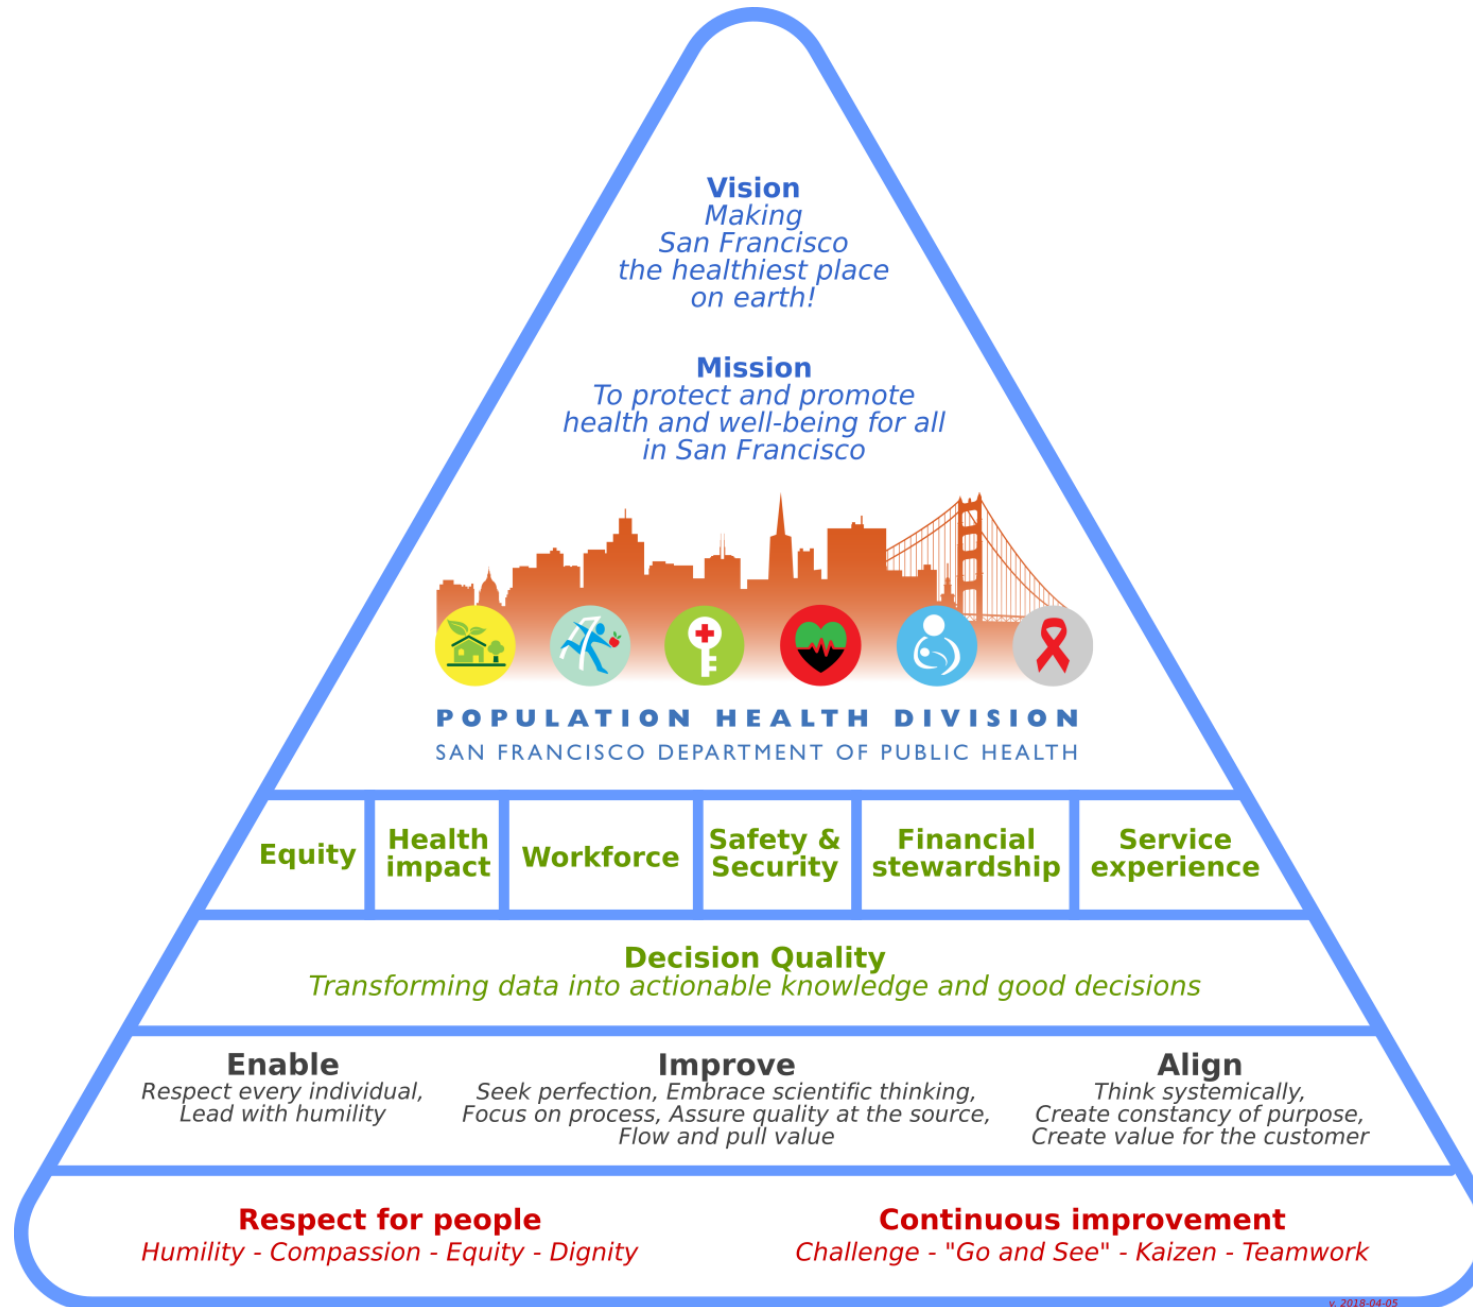 Vision
Making
San Francisco
the healthiest place
on earth!
Mission
To protect and promote
health and well-being for all
in San Francisco
POPULATION HEALTH DIVISION
SAN FRANCISCO DEPARTMENT OF PUBLIC HEALTH
Equity
Health
impact
Workforce
Safety &
Security
Financial
stewardship
Service
experience
Decision Quality
Transforming data into actionable knowledge and good decisions
Enable
Respect every individual,
Lead with humility
Improve
Seek perfection, Embrace scientific thinking,
Focus on process, Assure quality at the source,
Flow and pull value
Align
Think systemically,
Create constancy of purpose,
Create value for the customer
Respect for people
Humility - Compassion - Equity - Dignity
Continuous improvement
Challenge - "Go and See" - Kaizen - Teamwork
v. 2018-04-05